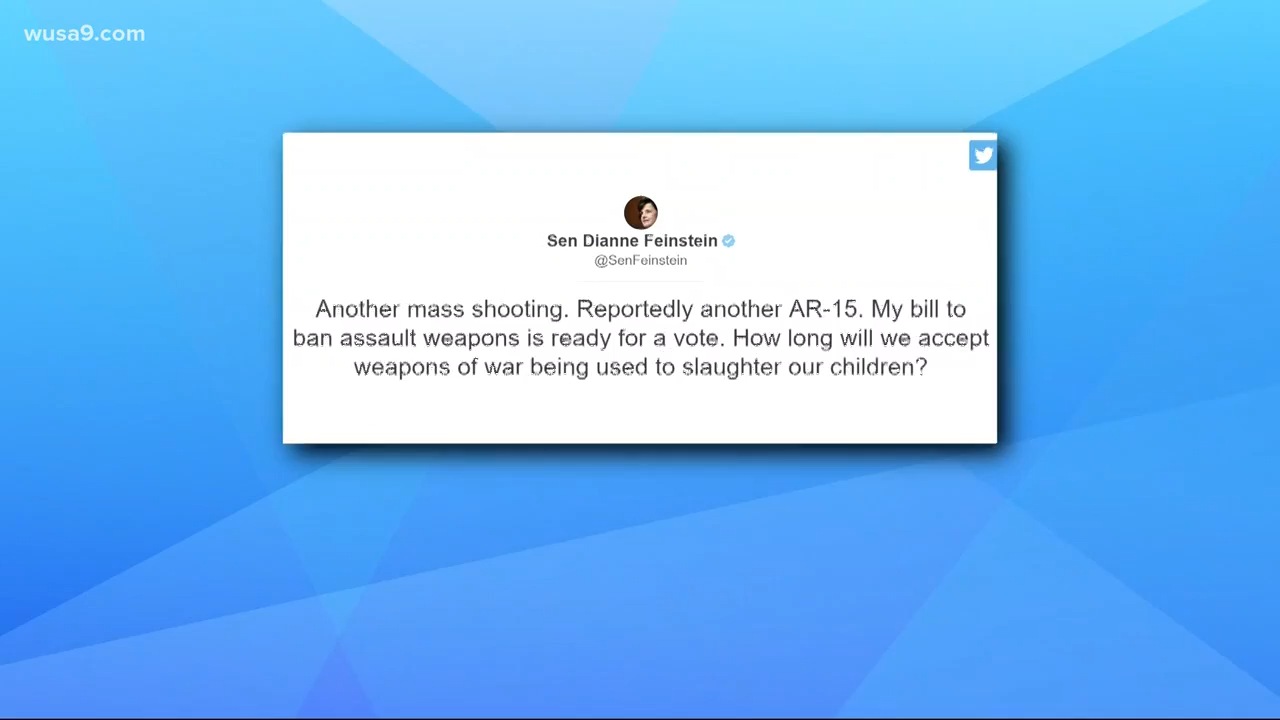 wusa9.com
Sen Dianne Feinstein
@SenFeinstein
Another mass shooting. Reportedly another AR-15. My bill to
ban assault weapons is ready for a vote. How long will we accept
weapons of war being used to slaughter our children?